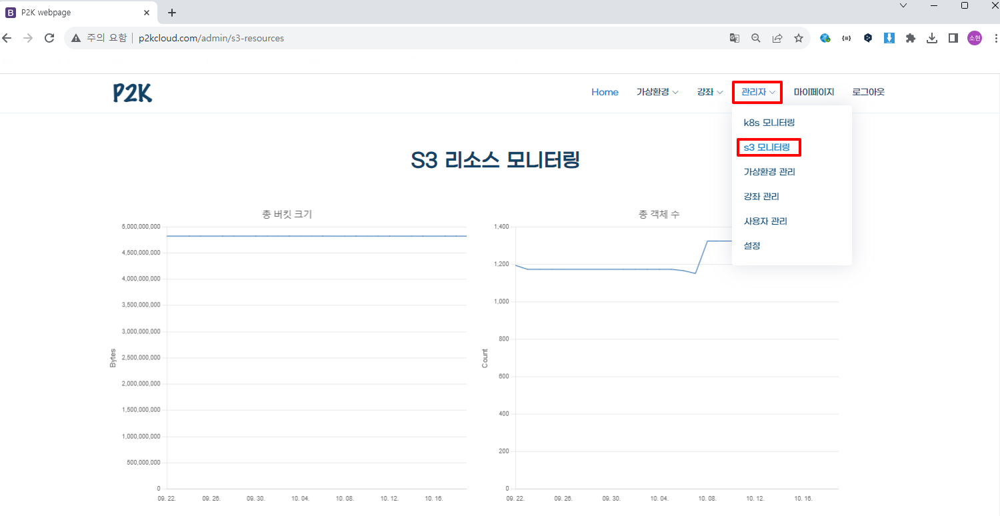 P2K webpage
주의 요함 p2kcloud.com/admin/s3-resources
소현
P2K
Home 가상환경 강좌 관리자 마이페이지 로그아웃
k8s 모니터링
s3 모니터링
가상환경 관리
강좌 관리
사용자 관리
설정
S3 리소스 모니터링
총 버킷 크기
5,000,000,000
4,500,000,000
4,000,000,000
3,500,000,000
3,000,000,000
2,500,000,000
2,000,000,000
1,500,000,000
1,000,000,000
500,000,000
0
Bytes
09. 22. 09. 26. 09. 30. 10. 04. 10. 08. 10. 12. 10. 16.
총 객체 수
1,400
1,200
1,000
800
600
400
200
0
Count
09. 22. 09. 26. 09. 30. 10. 04. 10. 08. 10. 12. 10. 16.